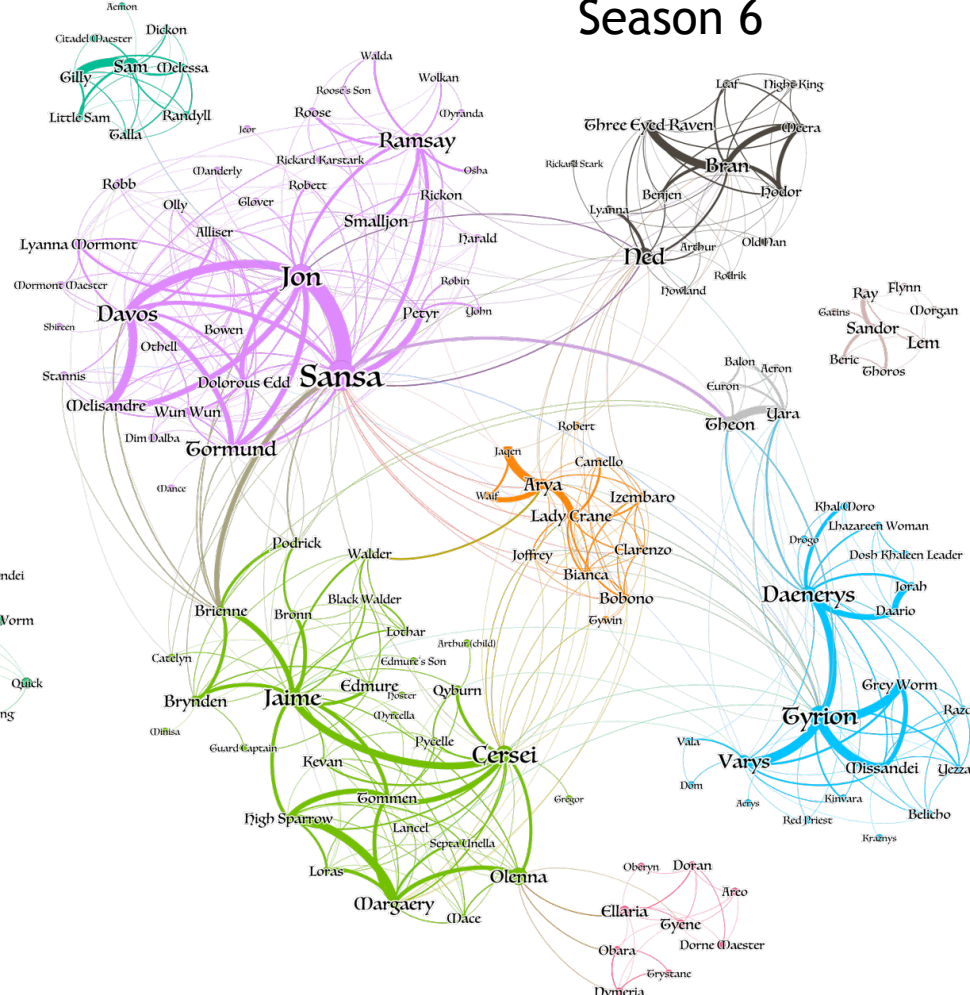 Season 6
Aemon
Dickon
Citadel Maester
Sam
Melessa
Gilly
Little Sam
Randyll
Talla
Walda
Wolkan
Roose's Son
Roose
Myranda
Jeor
Ramsay
Rickard Karstark
Osha
Manderly
Robb
Robett
Rickon
Glover
Olly
Smalljon
Alliser
Harald
Lyanna Mormont
Jon
Robin
Mormont Maester
Davos
Petyr
Yohn
Shireen
Bowen
Othell
Stannis
Dolorous Edd
Sansa
Melisandre
Wun Wun
Dim Dalba
Tormund
Mance
Leaf
Night King
Three Eyed Raven
Meera
Rickard Stark
Bran
Benjen
Hodor
Lyanna
Arthur
Old Man
Ned
Rodrik
Howland
Ray
Flynn
Gatins
Morgan
Sandor
Lem
Beric
Thoros
Balon
Aeron
Euron
Yara
Theon
Robert
Jaqen
Camello
Arya
Waif
Izembaro
Lady Crane
Joffrey
Clarenzo
Bianca
Bobono
Tywin
Khal Moro
Lhazareen Woman
Drogo
Dosh Khaleen Leader
Daenerys
Jorah
Daario
Grey Worm
Tyrion
Razd
Vala
Varys
Missandei
Yezza
Dom
Aerys
Kinvara
Belicho
Red Priest
Kraznys
Podrick
Walder
Brienne
Bronn
Black Walder
Lothar
Arthur (child)
Catelyn
Edmure's Son
Brynden
Jaime
Edmure
Hoster
Qyburn
Myrcella
Minisa
Guard Captain
Pycelle
Kevan
Cersei
Tommen
Gregor
High Sparrow
Lancel
Septa Unella
Loras
Olenna
Margaery
Mace
Oberyn
Doran
Areo
Ellaria
Tyene
Obara
Dorne Maester
Trystane
Nymeria
ndei
Worm
Quick
ng